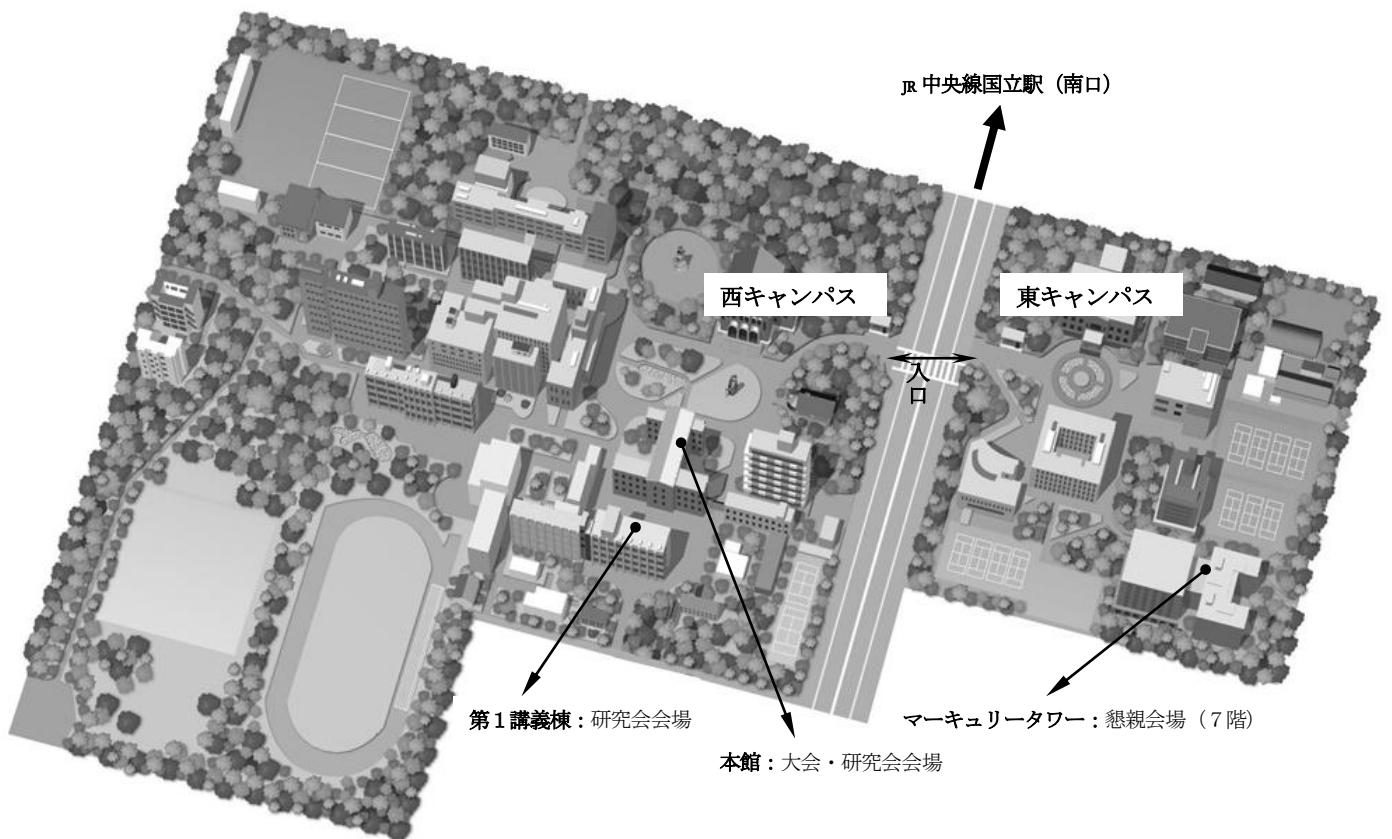 JR 中央線国立駅（南口）
西キャンパス
東キャンパス
入口
第１講義棟：研究会会場
マーキュリータワー：懇親会場（７階）
本館：大会・研究会会場